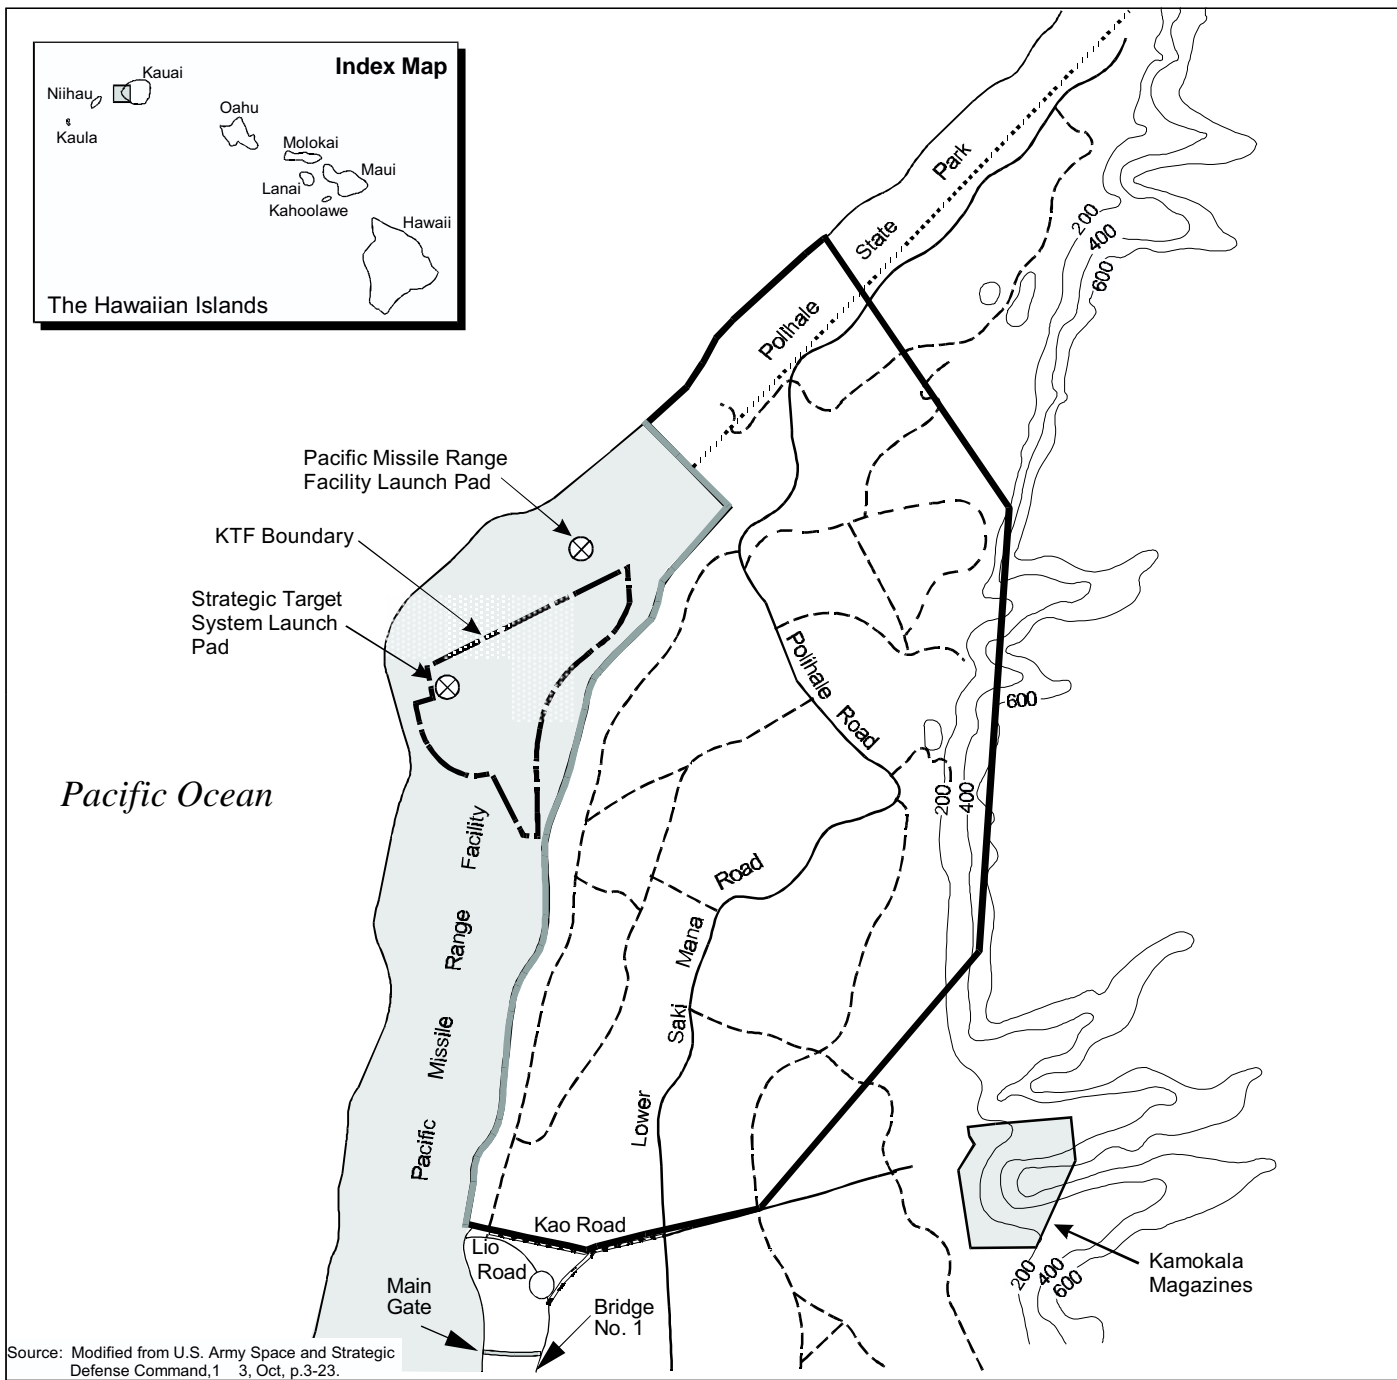 Index Map
Kauai
Niihau
Kaula
Oahu
Molokai
Lanai
Maui
Kahoolawe
Hawaii
The Hawaiian Islands
Polihale State Park
200
400
600
Pacific Missile Range
Facility Launch Pad
KTF Boundary
Strategic Target
System Launch
Pad
Polihale Road
600
200
400
Pacific Ocean
Pacific Missile Range Facility
Lower Saki Mana Road
Kao Road
Lio
Road
Main
Gate
Bridge
No. 1
200
400
600
Kamokala
Magazines
Source: Modified from U.S. Army Space and Strategic
Defense Command,1 3, Oct, p.3-23.